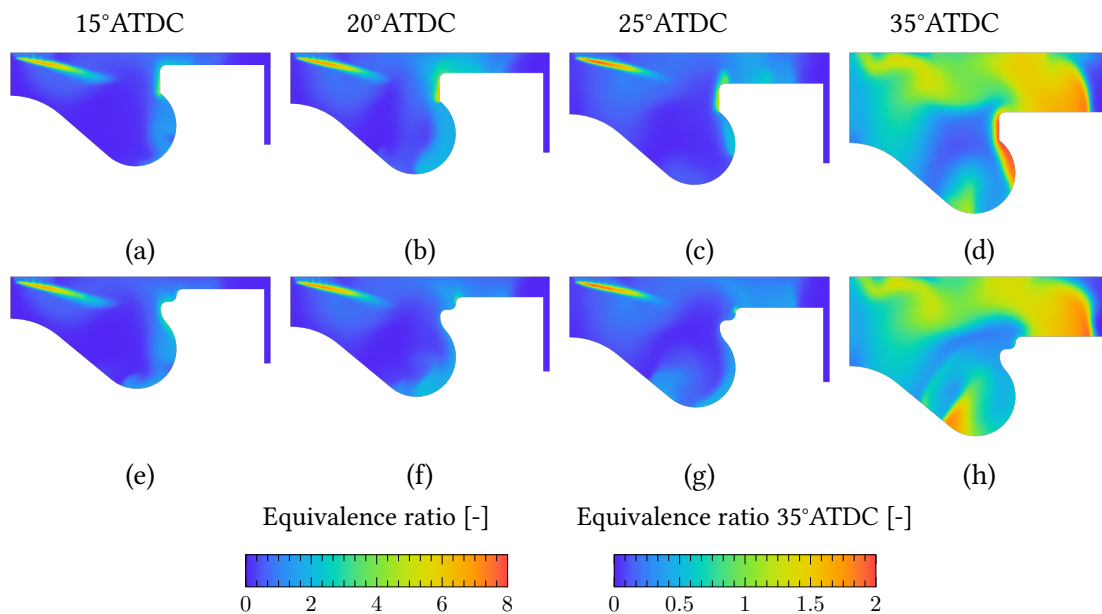 15°ATDC 20°ATDC 25°ATDC 35°ATDC
(a) (b) (c) (d)
(e) (f) (g) (h)
Equivalence ratio [-] Equivalence ratio 35°ATDC [-]
0 2 4 6 8 0 0.5 1 1.5 2